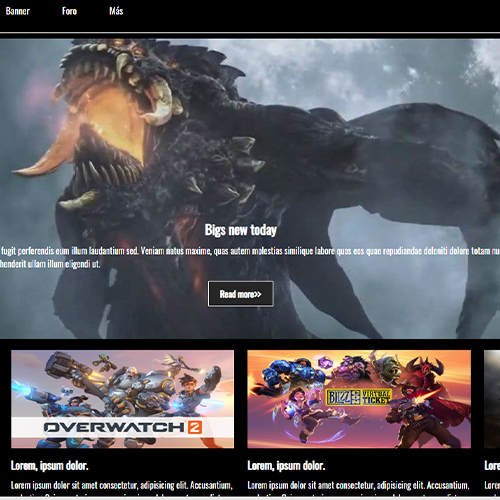 Banner Foro Más
Bigs new today
fugit perferendis eum illum laudantium sed. Veniam natus maxime, quas autem molestias similique labore quos eos quae repudiandae deleniti dolore totam
henderit ullam illum eligendi ut.
Read more>>
OVERWATCH 2
BLIZZCON VIRTUAL TICKET
Lorem, ipsum dolor.
Lorem ipsum dolor sit amet consectetur, adipisicing elit. Accusantium,
Lorem, ipsum dolor.
Lorem ipsum dolor sit amet consectetur, adipisicing elit. Accusantium,